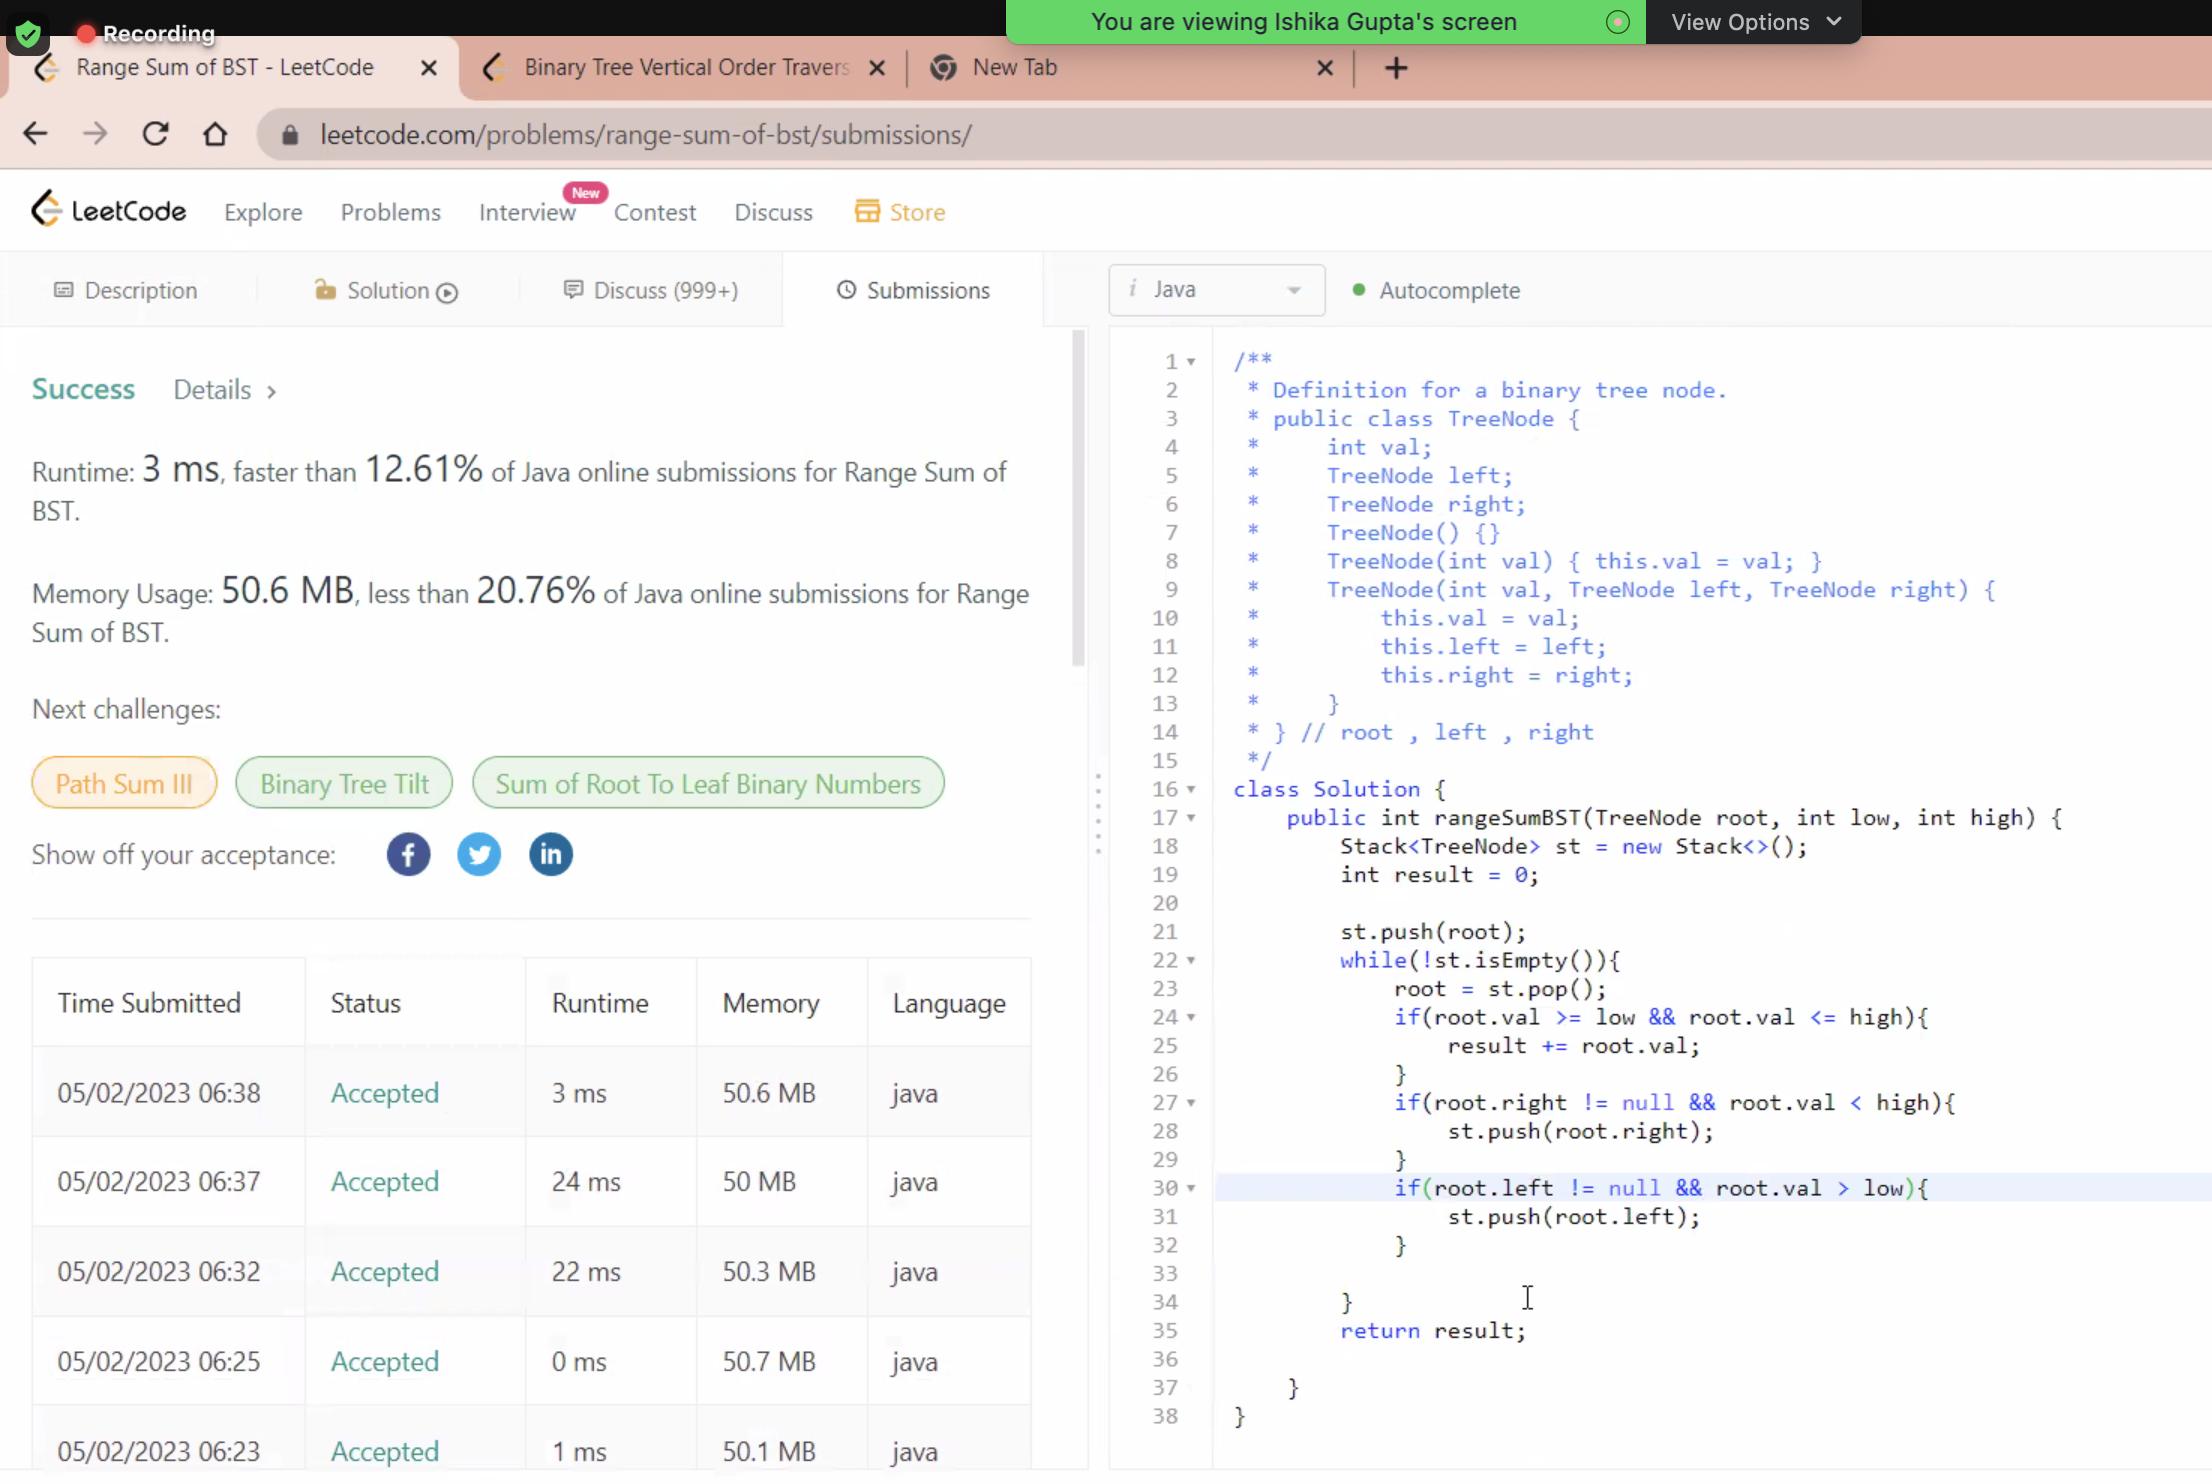 Recording
You are viewing Ishika Gupta's screen
View Options
Range Sum of BST - LeetCode
Binary Tree Vertical Order Travers
New Tab
leetcode.com/problems/range-sum-of-bst/submissions/
LeetCode
Explore
Problems
Interview
New
Contest
Discuss
Store
Description
Solution
Discuss (999+)
Submissions
i Java
Autocomplete
Success
Details
Runtime: 3 ms, faster than 12.61% of Java online submissions for Range Sum of
BST.
Memory Usage: 50.6 MB, less than 20.76% of Java online submissions for Range
Sum of BST.
Next challenges:
Path Sum III
Binary Tree Tilt
Sum of Root To Leaf Binary Numbers
Show off your acceptance:
f
in
Time Submitted Status Runtime Memory Language
05/02/2023 06:38 Accepted 3 ms 50.6 MB java
05/02/2023 06:37 Accepted 24 ms 50 MB java
05/02/2023 06:32 Accepted 22 ms 50.3 MB java
05/02/2023 06:25 Accepted 0 ms 50.7 MB java
05/02/2023 06:23 Accepted 1 ms 50.1 MB java
1 /**
2 * Definition for a binary tree node.
3 * public class TreeNode {
4 * int val;
5 * TreeNode left;
6 * TreeNode right;
7 * TreeNode() {}
8 * TreeNode(int val) { this.val = val; }
9 * TreeNode(int val, TreeNode left, TreeNode right) {
10 * this.val = val;
11 * this.left = left;
12 * this.right = right;
13 * }
14 * } // root , left , right
15 */
16 class Solution {
17 public int rangeSumBST(TreeNode root, int low, int high) {
18 Stack<TreeNode> st = new Stack<>();
19 int result = 0;
20
21 st.push(root);
22 while(!st.isEmpty()){
23 root = st.pop();
24 if(root.val >= low && root.val <= high){
25 result += root.val;
26 }
27 if(root.right != null && root.val < high){
28 st.push(root.right);
29 }
30 if(root.left != null && root.val > low){
31 st.push(root.left);
32 }
33
34 }
35 return result;
36
37 }
38 }